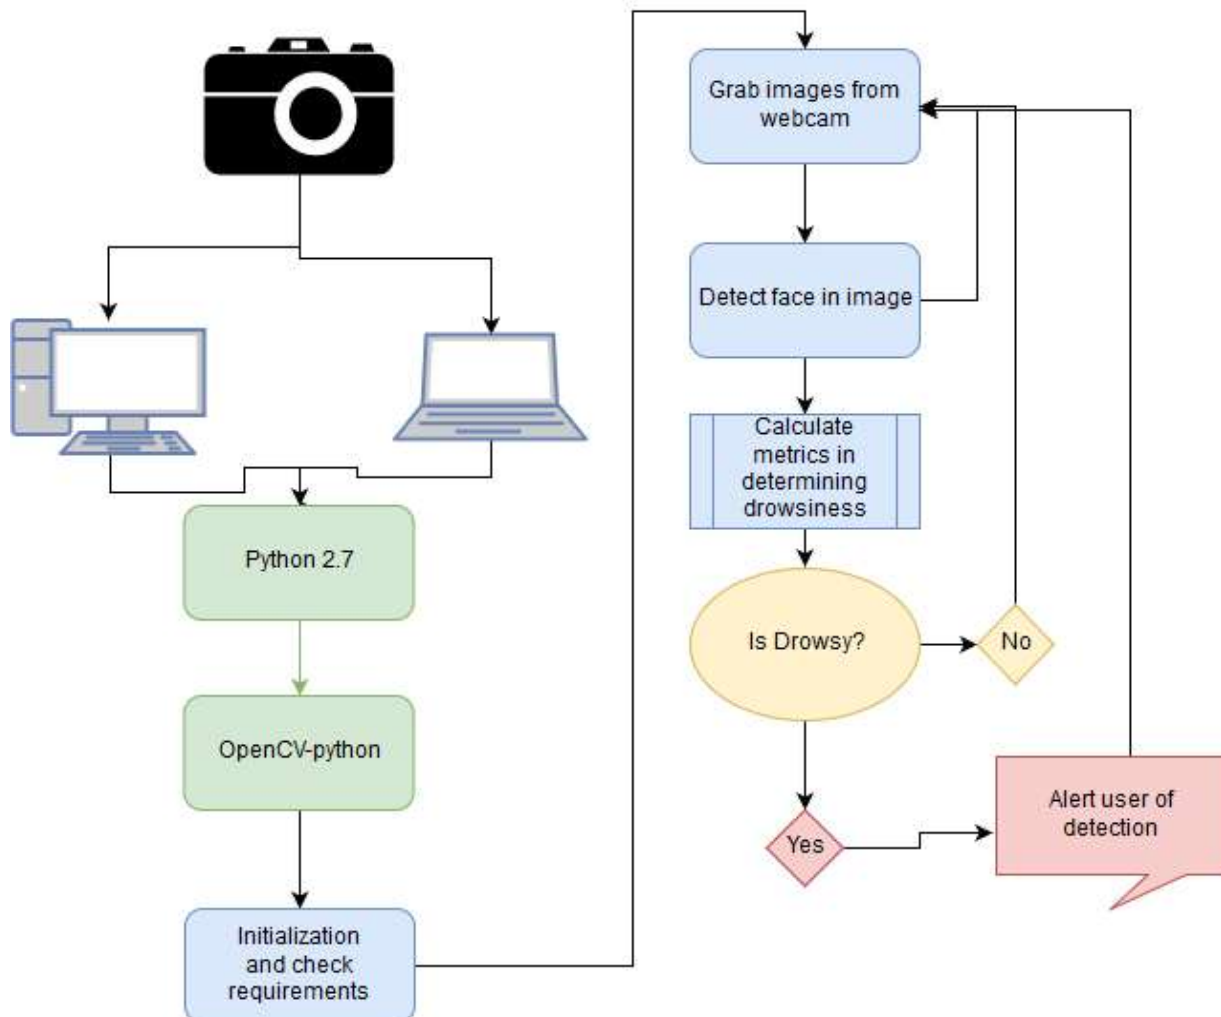 Python 2.7
OpenCV-python
Initialization
and check
requirements
Grab images from
webcam
Detect face in image
Calculate
metrics in
determining
drowsiness
Is Drowsy?
No
Yes
Alert user of
detection